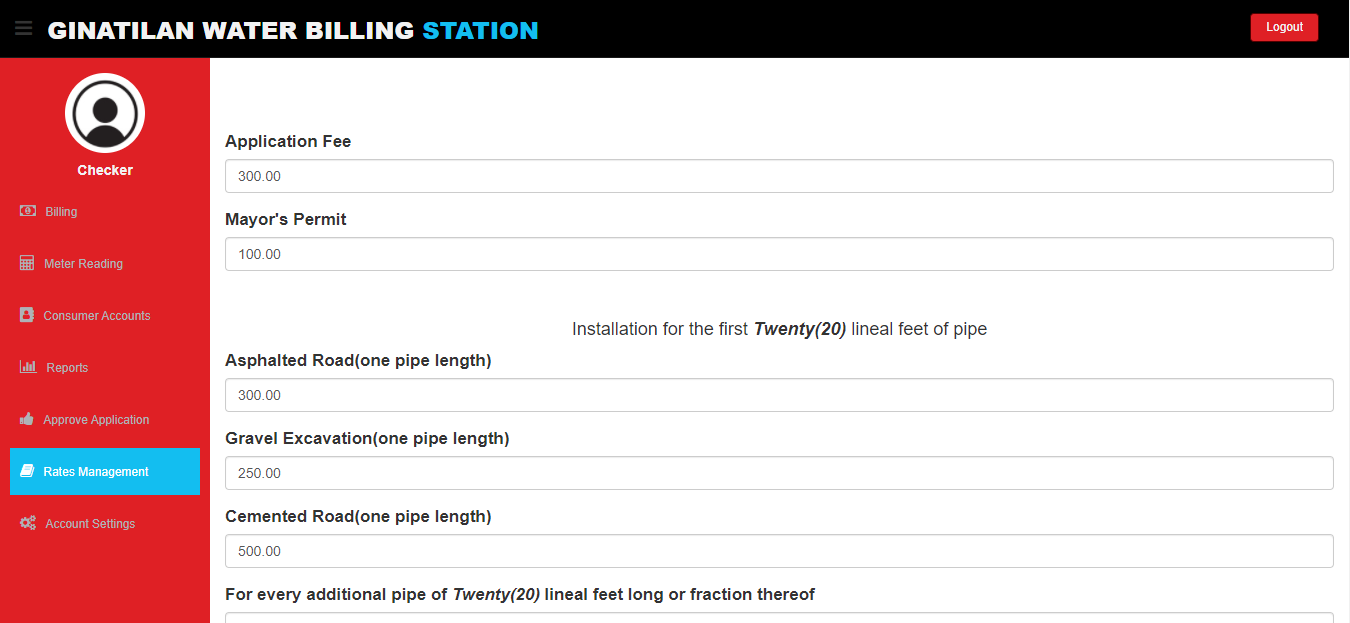 GINATILAN WATER BILLING STATION
Logout
Checker
Billing
Meter Reading
Consumer Accounts
Reports
Approve Application
Rates Management
Account Settings
Application Fee
300.00
Mayor's Permit
100.00
Installation for the first Twenty(20) lineal feet of pipe
Asphalted Road(one pipe length)
300.00
Gravel Excavation(one pipe length)
250.00
Cemented Road(one pipe length)
500.00
For every additional pipe of Twenty(20) lineal feet long or fraction thereof